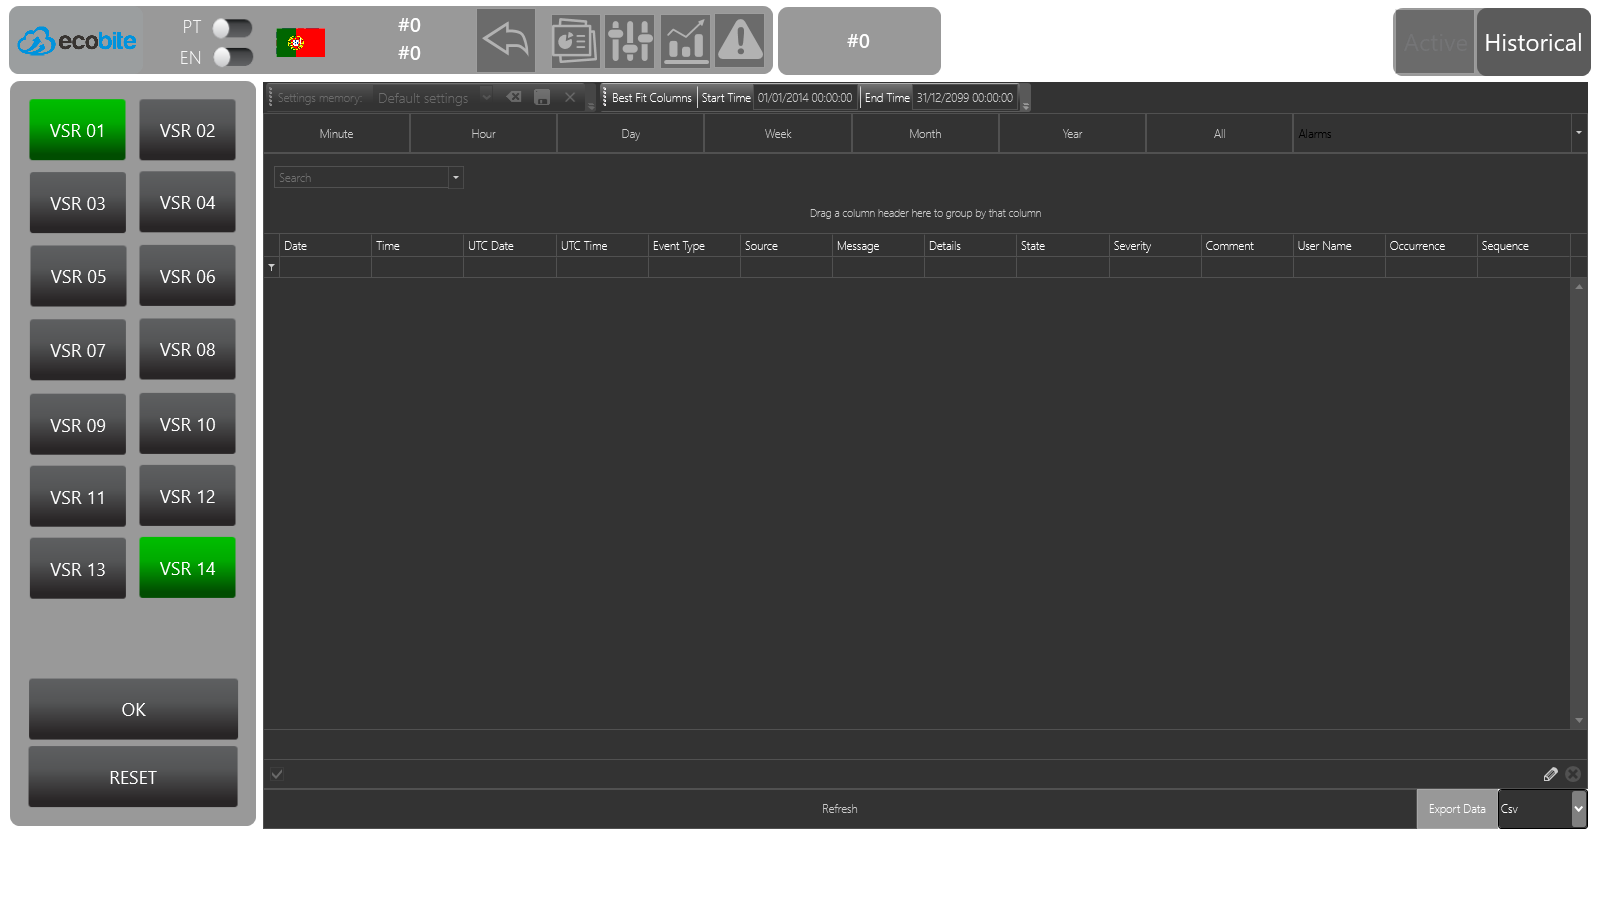 ecobite
PT
EN
#0
#0
#0
Active
Historical
VSR 01
VSR 02
VSR 03
VSR 04
VSR 05
VSR 06
VSR 07
VSR 08
VSR 09
VSR 10
VSR 11
VSR 12
VSR 13
VSR 14
OK
RESET
Settings memory: Default settings Best Fit Columns Start Time 01/01/2014 00:00:00 End Time 31/12/2099 00:00:00
Minute Hour Day Week Month Year All Alarms
Search
Drag a column header here to group by that column
Date Time UTC Date UTC Time Event Type Source Message Details State Severity Comment User Name Occurrence Sequence
Refresh Export Data Csv